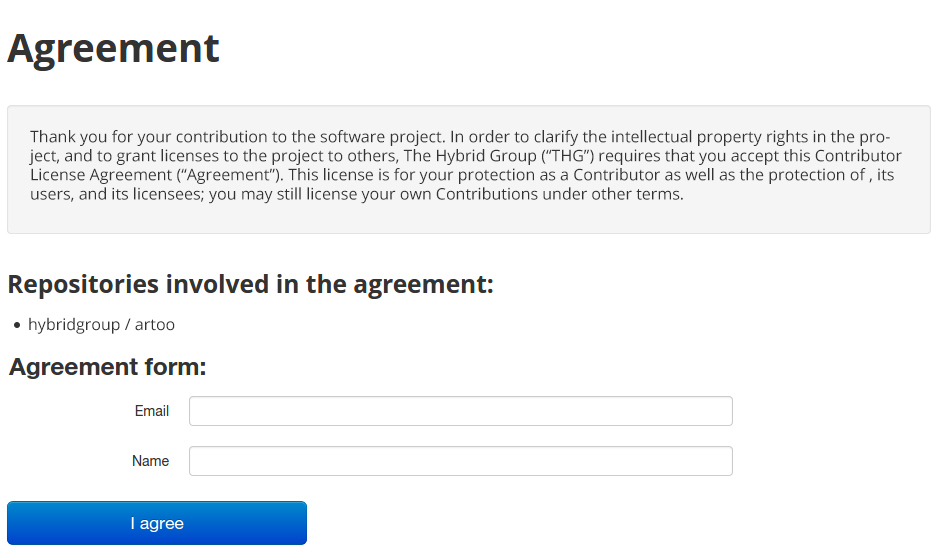 Agreement
Thank you for your contribution to the software project. In order to clarify the intellectual property rights in the pro-
ject, and to grant licenses to the project to others, The Hybrid Group (“THG”) requires that you accept this Contributor
License Agreement (“Agreement”). This license is for your protection as a Contributor as well as the protection of , its
users, and its licensees; you may still license your own Contributions under other terms.
Repositories involved in the agreement:
• hybridgroup / artoo
Agreement form:
Email
Name
I agree